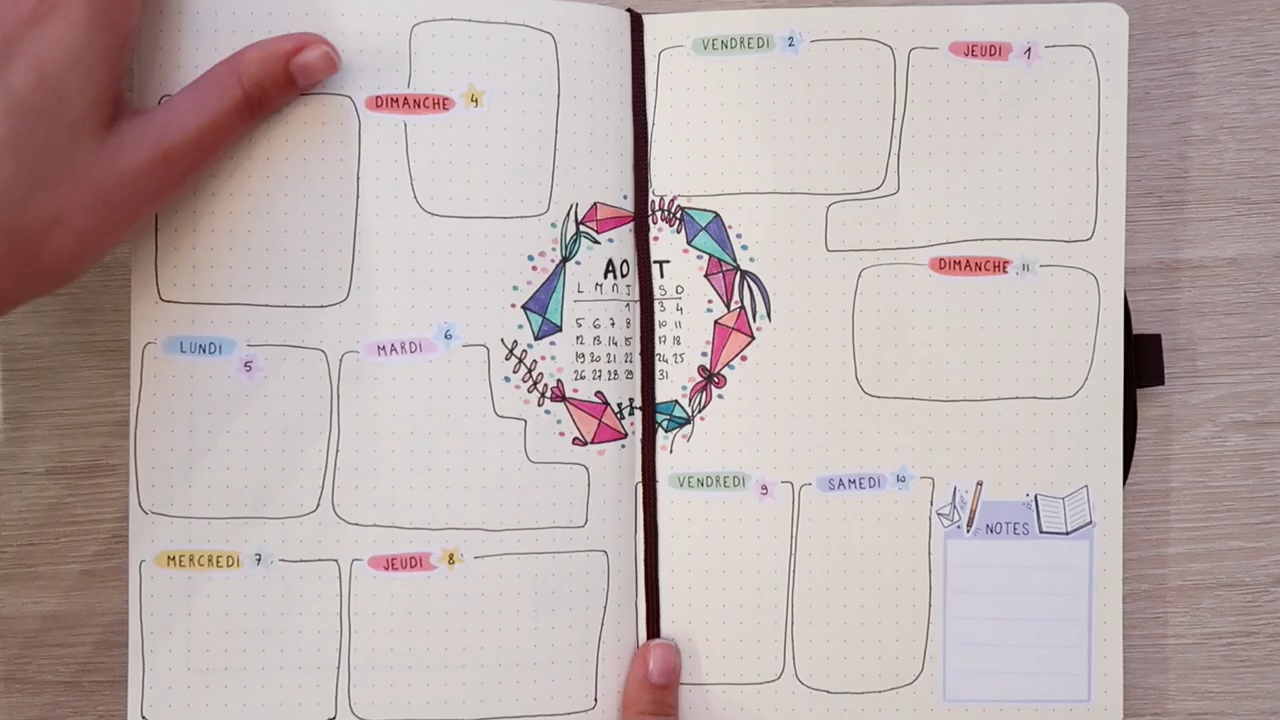 DIMANCHE 4
LUNDI 5
MARDI 6
MERCREDI 7
JEUDI 8
AO T
L. M. M. J S. D
1 3. 4
5. 6. 7. 8 10. 11
12. 13. 14. 15 17. 18
19. 20. 21. 22 24. 25
26. 27. 28. 29 31.
VENDREDI 2
JEUDI 1
DIMANCHE 11
VENDREDI 9
SAMEDI 10
NOTES